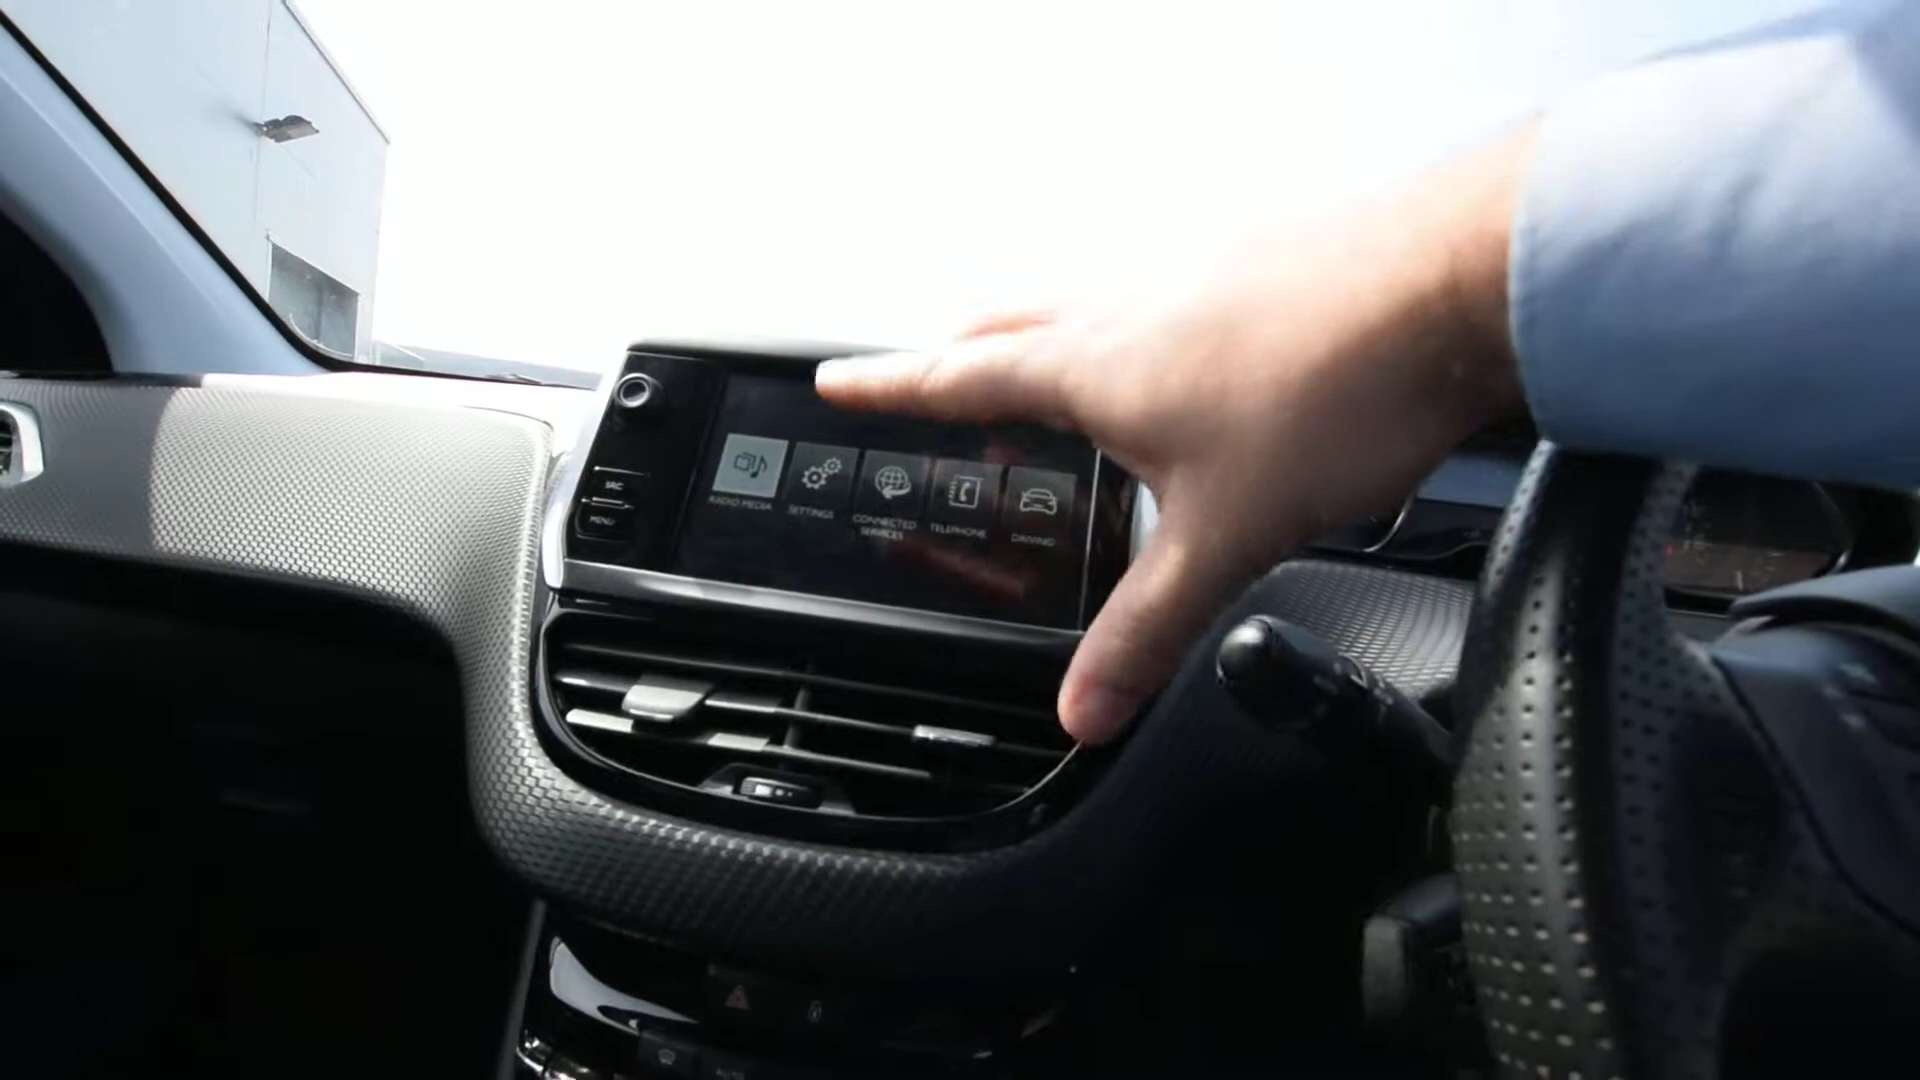 SRC
MENU
RADIO MEDIA
SETTINGS
CONNECTED
SERVICES
TELEPHONE
DRIVING